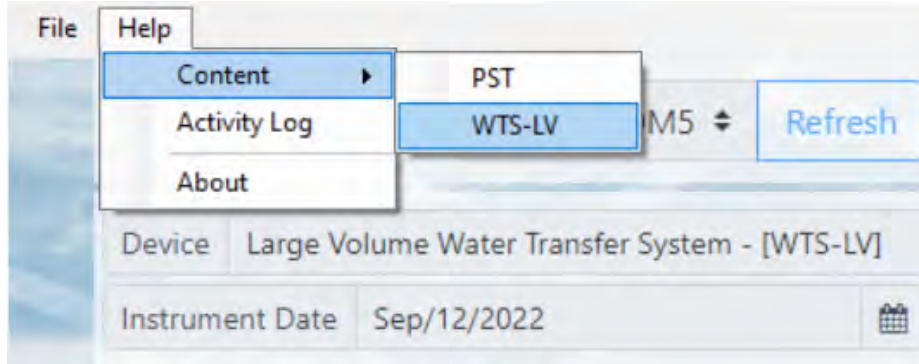 File Help
Content PST
Activity Log WTS-LV M5 Refresh
About
Device Large Volume Water Transfer System - [WTS-LV]
Instrument Date Sep/12/2022